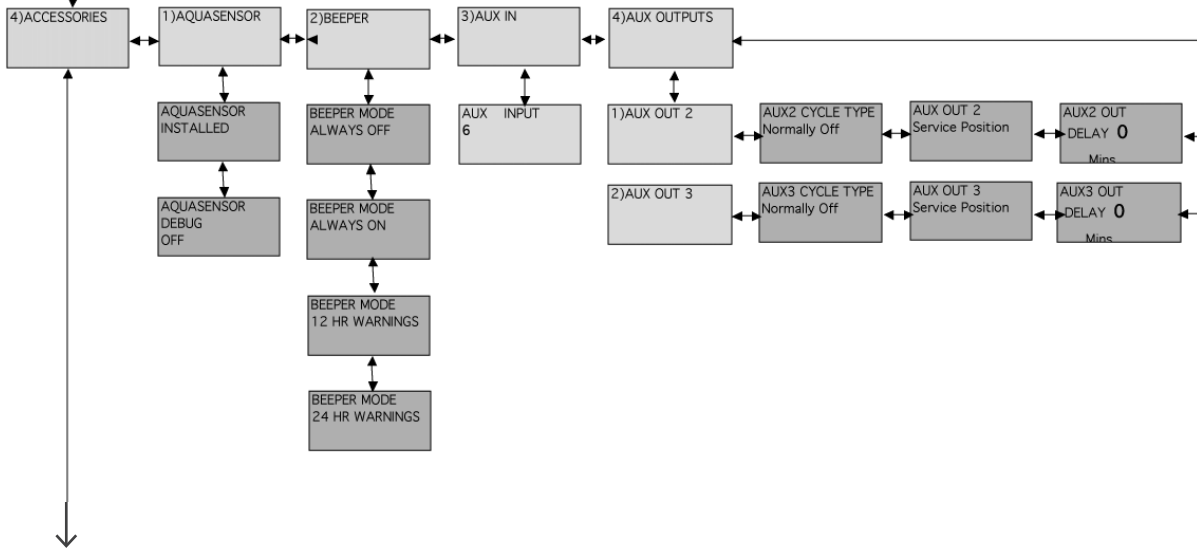 4)ACCESSORIES
1)AQUASENSOR
2)BEEPER
3)AUX IN
4)AUX OUTPUTS
AQUASENSOR
INSTALLED
AQUASENSOR
DEBUG
OFF
BEEPER MODE
ALWAYS OFF
BEEPER MODE
ALWAYS ON
BEEPER MODE
12 HR WARNINGS
BEEPER MODE
24 HR WARNINGS
AUX INPUT
6
1)AUX OUT 2
AUX2 CYCLE TYPE
Normally Off
AUX OUT 2
Service Position
AUX2 OUT
DELAY 0
Mins
2)AUX OUT 3
AUX3 CYCLE TYPE
Normally Off
AUX OUT 3
Service Position
AUX3 OUT
DELAY 0
Mins